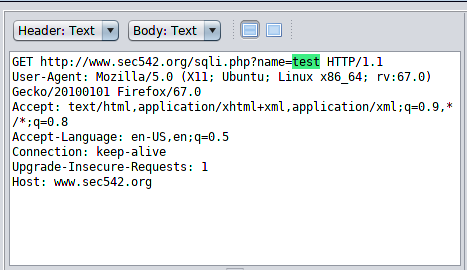 Header: Text Body: Text
GET http://www.sec542.org/sqli.php?name=test HTTP/1.1
User-Agent: Mozilla/5.0 (X11; Ubuntu; Linux x86_64; rv:67.0)
Gecko/20100101 Firefox/67.0
Accept: text/html,application/xhtml+xml,application/xml;q=0.9,*
/*;q=0.8
Accept-Language: en-US,en;q=0.5
Connection: keep-alive
Upgrade-Insecure-Requests: 1
Host: www.sec542.org